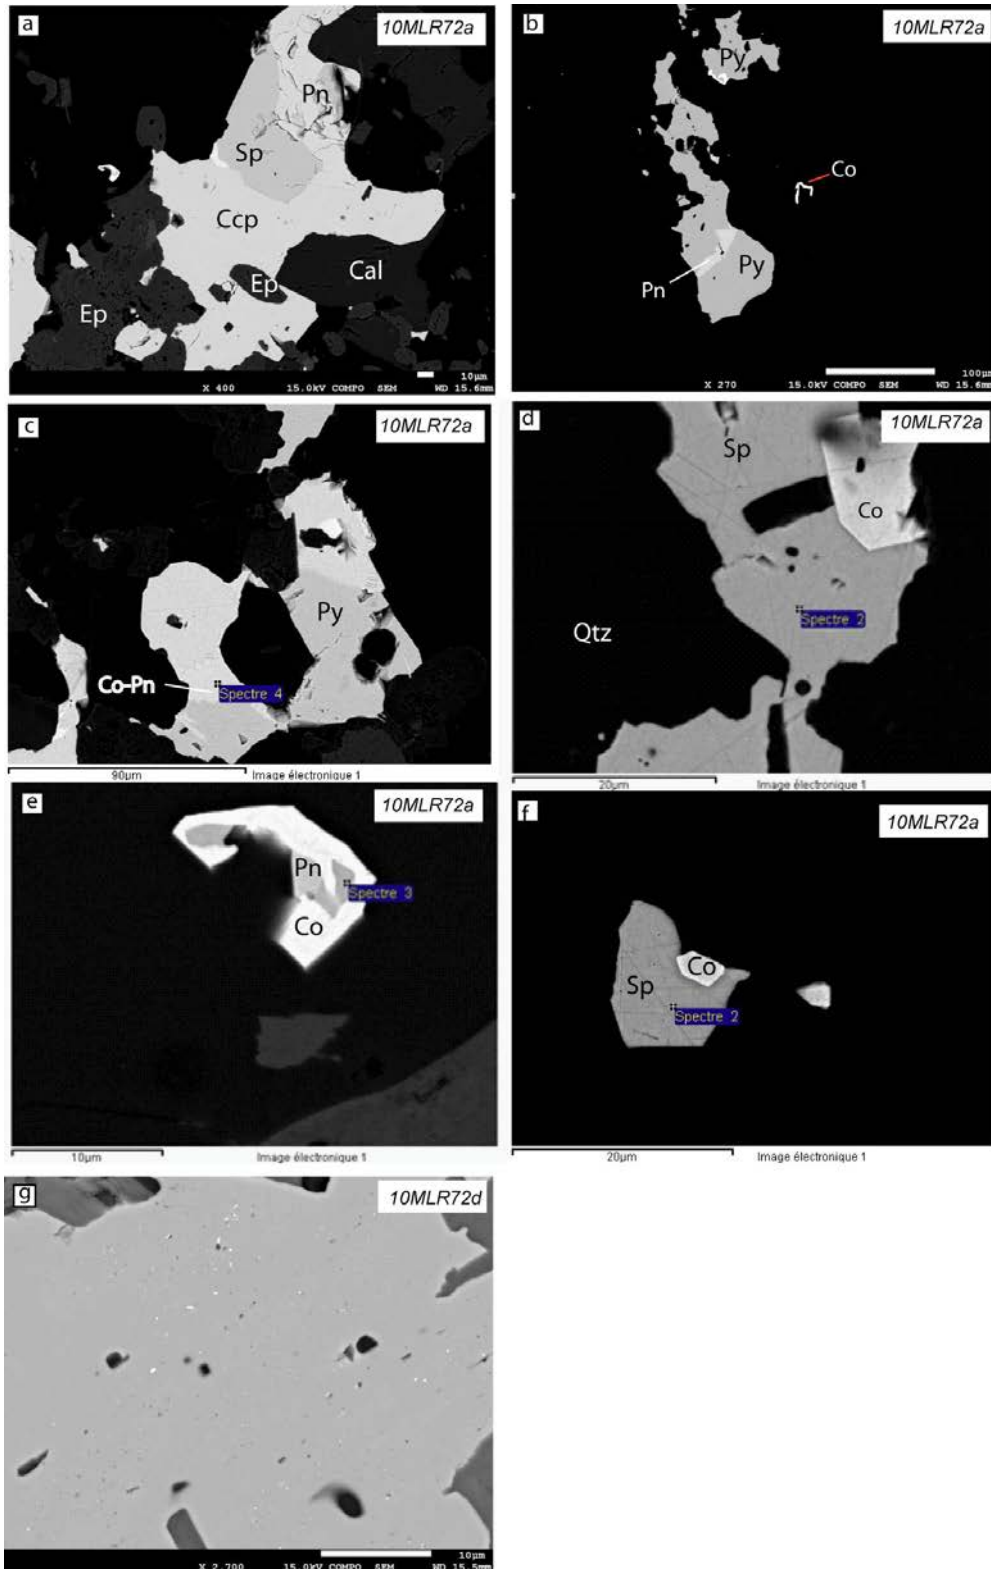 a
10MLR72a
Pn
Sp
Ccp
Ep
Cal
Ep
10µm
X 400 15.0kV COMPO SEM WD 15.6mm
b
10MLR72a
Py
Co
Pn
Py
100µm
X 270 15.0kV COMPO SEM WD 15.6mm
c
10MLR72a
Py
Co-Pn
Spectre 4
90µm Image électronique 1
d
10MLR72a
Sp
Co
Spectre 2
Qtz
20µm Image électronique 1
e
10MLR72a
Pn
Spectre 3
Co
10µm Image électronique 1
f
10MLR72a
Co
Sp
Spectre 2
20µm Image électronique 1
g
10MLR72d
10µm
X 2,700 15.0kV COMPO SEM WD 15.5mm